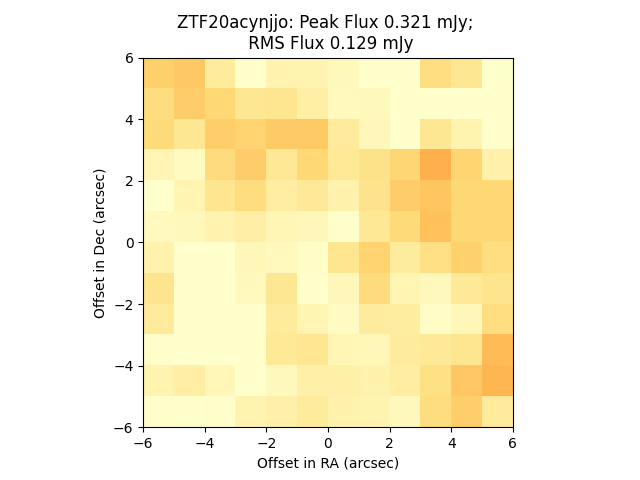 ZTF20acynjjo: Peak Flux 0.321 mJy;
RMS Flux 0.129 mJy
6
4
2
0
−2
−4
−6
Offset in Dec (arcsec)
−6 −4 −2 0 2 4 6
Offset in RA (arcsec)